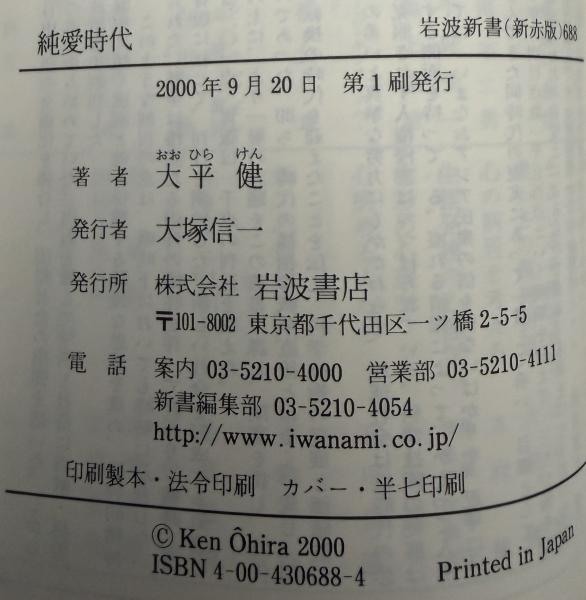 純愛時代 岩波新書(新赤版)688
2000年9月20日 第1刷発行
おおひら けん
著者 大平 健
発行者 大塚信一
発行所 株式会社 岩波書店
〒101-8002 東京都千代田区一ツ橋2-5-5
電話 案内 03-5210-4000 営業部 03-5210-4111
新書編集部 03-5210-4054
http://www.iwanami.co.jp/
印刷製本・法令印刷 カバー・半七印刷
© Ken Ôhira 2000
ISBN 4-00-430688-4 Printed in Japan